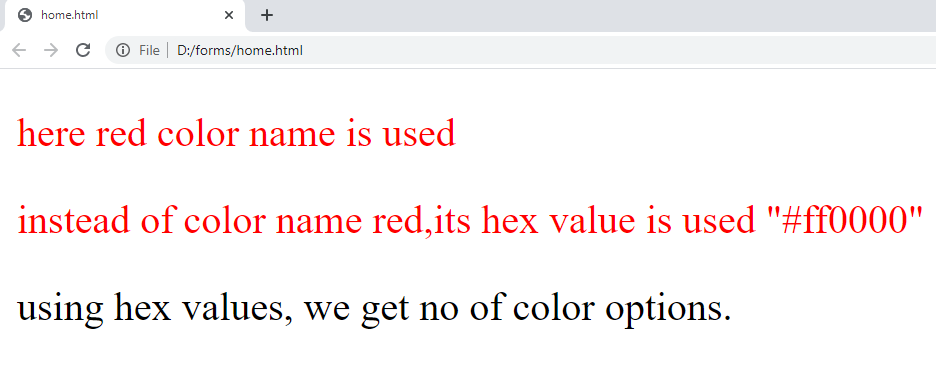 home.html
File
D:/forms/home.html
here red color name is used
instead of color name red,its hex value is used "#ff0000"
using hex values, we get no of color options.